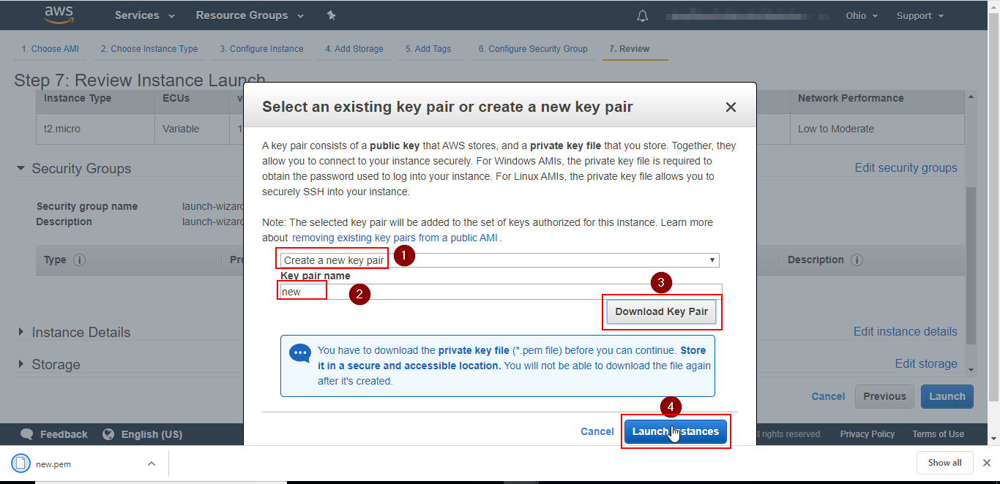 aws Services Resource Groups Ohio Support
1. Choose AMI 2. Choose Instance Type 3. Configure Instance 4. Add Storage 5. Add Tags 6. Configure Security Group 7. Review
Step 7: Review Instance Launch
Instance Type ECUs v Network Performance
t2.micro Variable 1 Low to Moderate
Security Groups Edit security groups
Security group name launch-wizard
Description launch-wizard
Type i Pro Description i
Instance Details Edit instance details
Storage Edit storage
Cancel Previous Launch
Select an existing key pair or create a new key pair
A key pair consists of a public key that AWS stores, and a private key file that you store. Together, they
allow you to connect to your instance securely. For Windows AMIs, the private key file is required to
obtain the password used to log into your instance. For Linux AMIs, the private key file allows you to
securely SSH into your instance.
Note: The selected key pair will be added to the set of keys authorized for this instance. Learn more
about removing existing key pairs from a public AMI .
Create a new key pair 1
Key pair name
new 2
3
Download Key Pair
You have to download the private key file (*.pem file) before you can continue. Store
it in a secure and accessible location. You will not be able to download the file again
after it's created.
4
Cancel Launch Instances
Feedback English (US) rights reserved. Privacy Policy Terms of Use
new.pem Show all